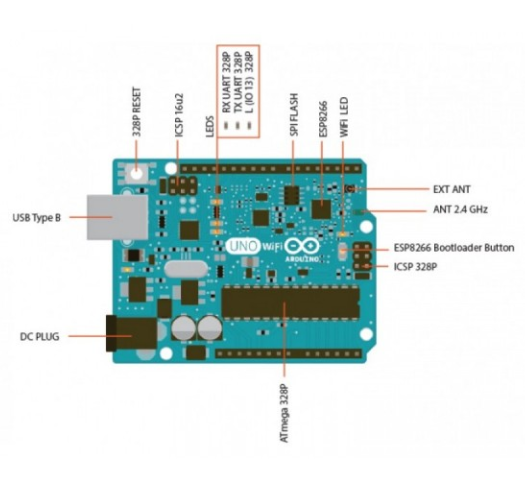 RX UART 328P
TX UART 328P
L (IO 13) 328P
328P RESET
ICSP 16u2
LEDS
SPI FLASH
ESP8266
WIFI LED
EXT ANT
USB Type B
ANT 2.4 GHz
UNO WiFi
ARDUINO
ESP8266 Bootloader Button
ICSP 328P
DC PLUG
ATmega 328P